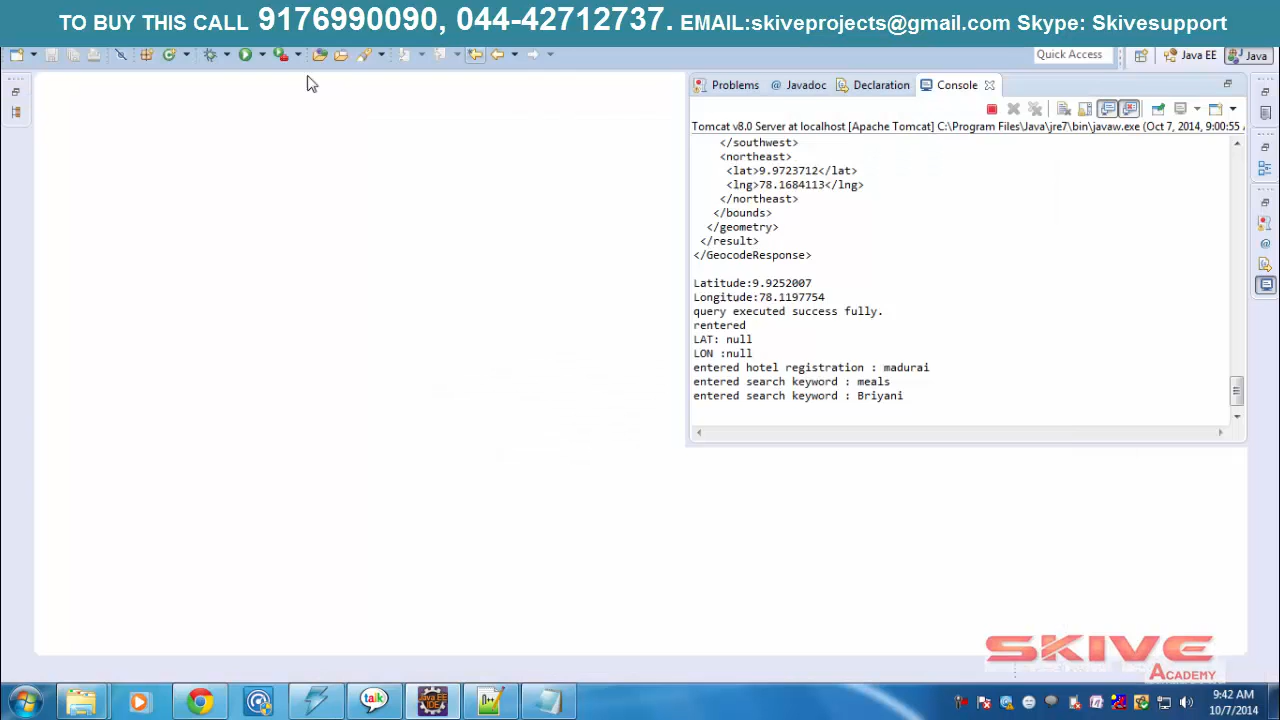 TO BUY THIS CALL 9176990090, 044-42712737. EMAIL:skiveprojects@gmail.com Skype: Skivesupport
Quick Access
Java EE
Java
Problems
@ Javadoc
Declaration
Console
Tomcat v8.0 Server at localhost [Apache Tomcat] C:\Program Files\Java\jre7\bin\javaw.exe (Oct 7, 2014, 9:00:55
</southwest>
<northeast>
<lat>9.9723712</lat>
<lng>78.1684113</lng>
</northeast>
</bounds>
</geometry>
</result>
</GeocodeResponse>
Latitude:9.9252007
Longitude:78.1197754
query executed success fully.
rentered
LAT: null
LON :null
entered hotel registration : madurai
entered search keyword : meals
entered search keyword : Briyani
SKIVE
ACADEMY
talk
Java EE
IDE
9:42 AM
10/7/2014